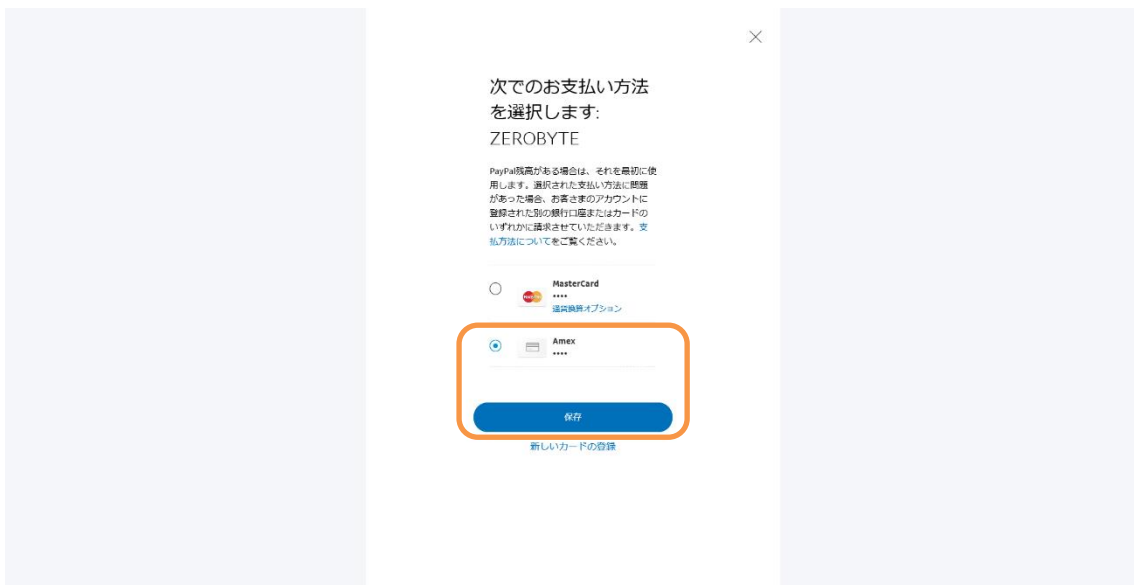 次でのお支払い方法
を選択します:
ZEROBYTE
PayPal残高がある場合は、それを最初に使
用します。選択された支払い方法に問題
があった場合、お客さまのアカウントに
登録された別の銀行口座またはカードの
いずれかに請求させていただきます。支
払方法についてをご覧ください。
MasterCard
••••
通貨換算オプション
Amex
••••
保存
新しいカードの登録